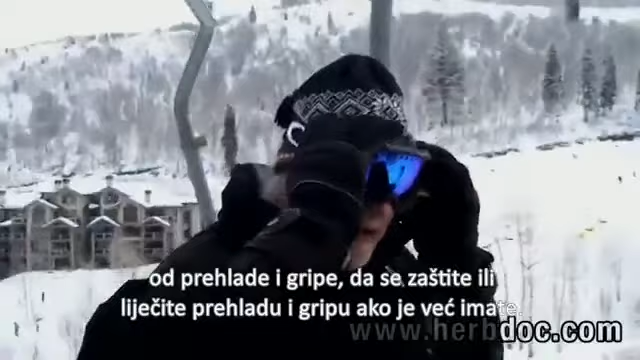 od prehlade i gripe, da se zaštite ili
liječite prehladu i gripu ako je već imate.
www.herbdoc.com